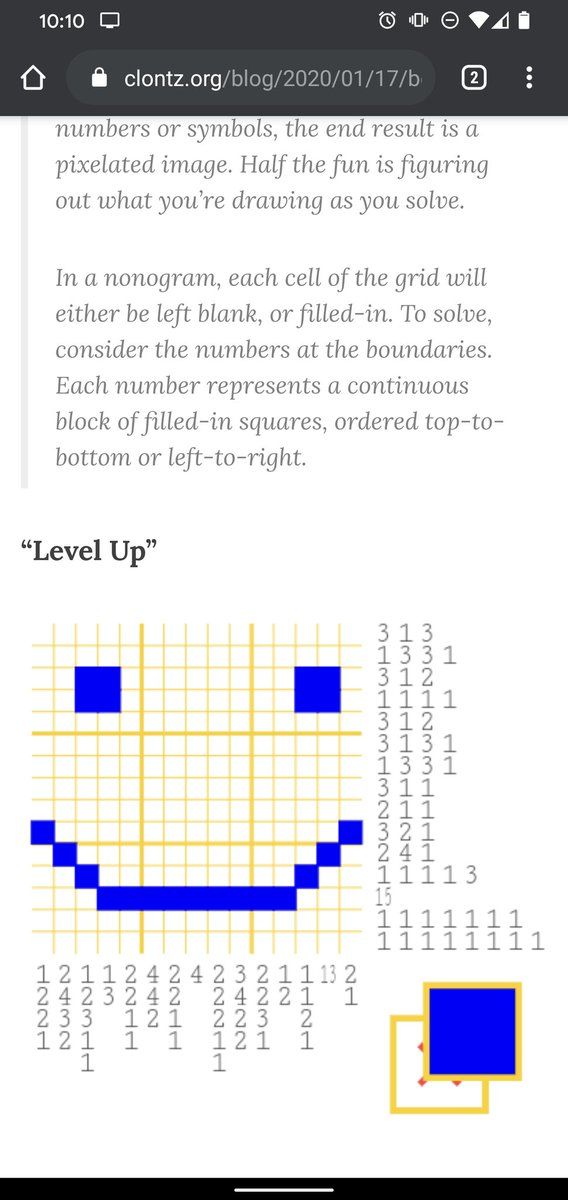 10:10
clontz.org/blog/2020/01/17/b
2
numbers or symbols, the end result is a
pixelated image. Half the fun is figuring
out what you’re drawing as you solve.
In a nonogram, each cell of the grid will
either be left blank, or filled-in. To solve,
consider the numbers at the boundaries.
Each number represents a continuous
block of filled-in squares, ordered top-to-
bottom or left-to-right.
“Level Up”
3 1 3
1 3 3 1
3 1 2
1 1 1 1
3 1 2
3 1 3 1
1 3 3 1
3 1 1
2 1 1
3 2 1
2 4 1
1 1 1 1 3
15
1 1 1 1 1 1 1
1 1 1 1 1 1 1 1
1 2 1 1 2 4 2 4 2 3 2 1 1 13 2
2 4 2 3 2 4 2 2 4 2 2 1 1
2 3 3 1 2 1 2 2 3 2
1 2 1 1 1 1 2 1 1
1 1